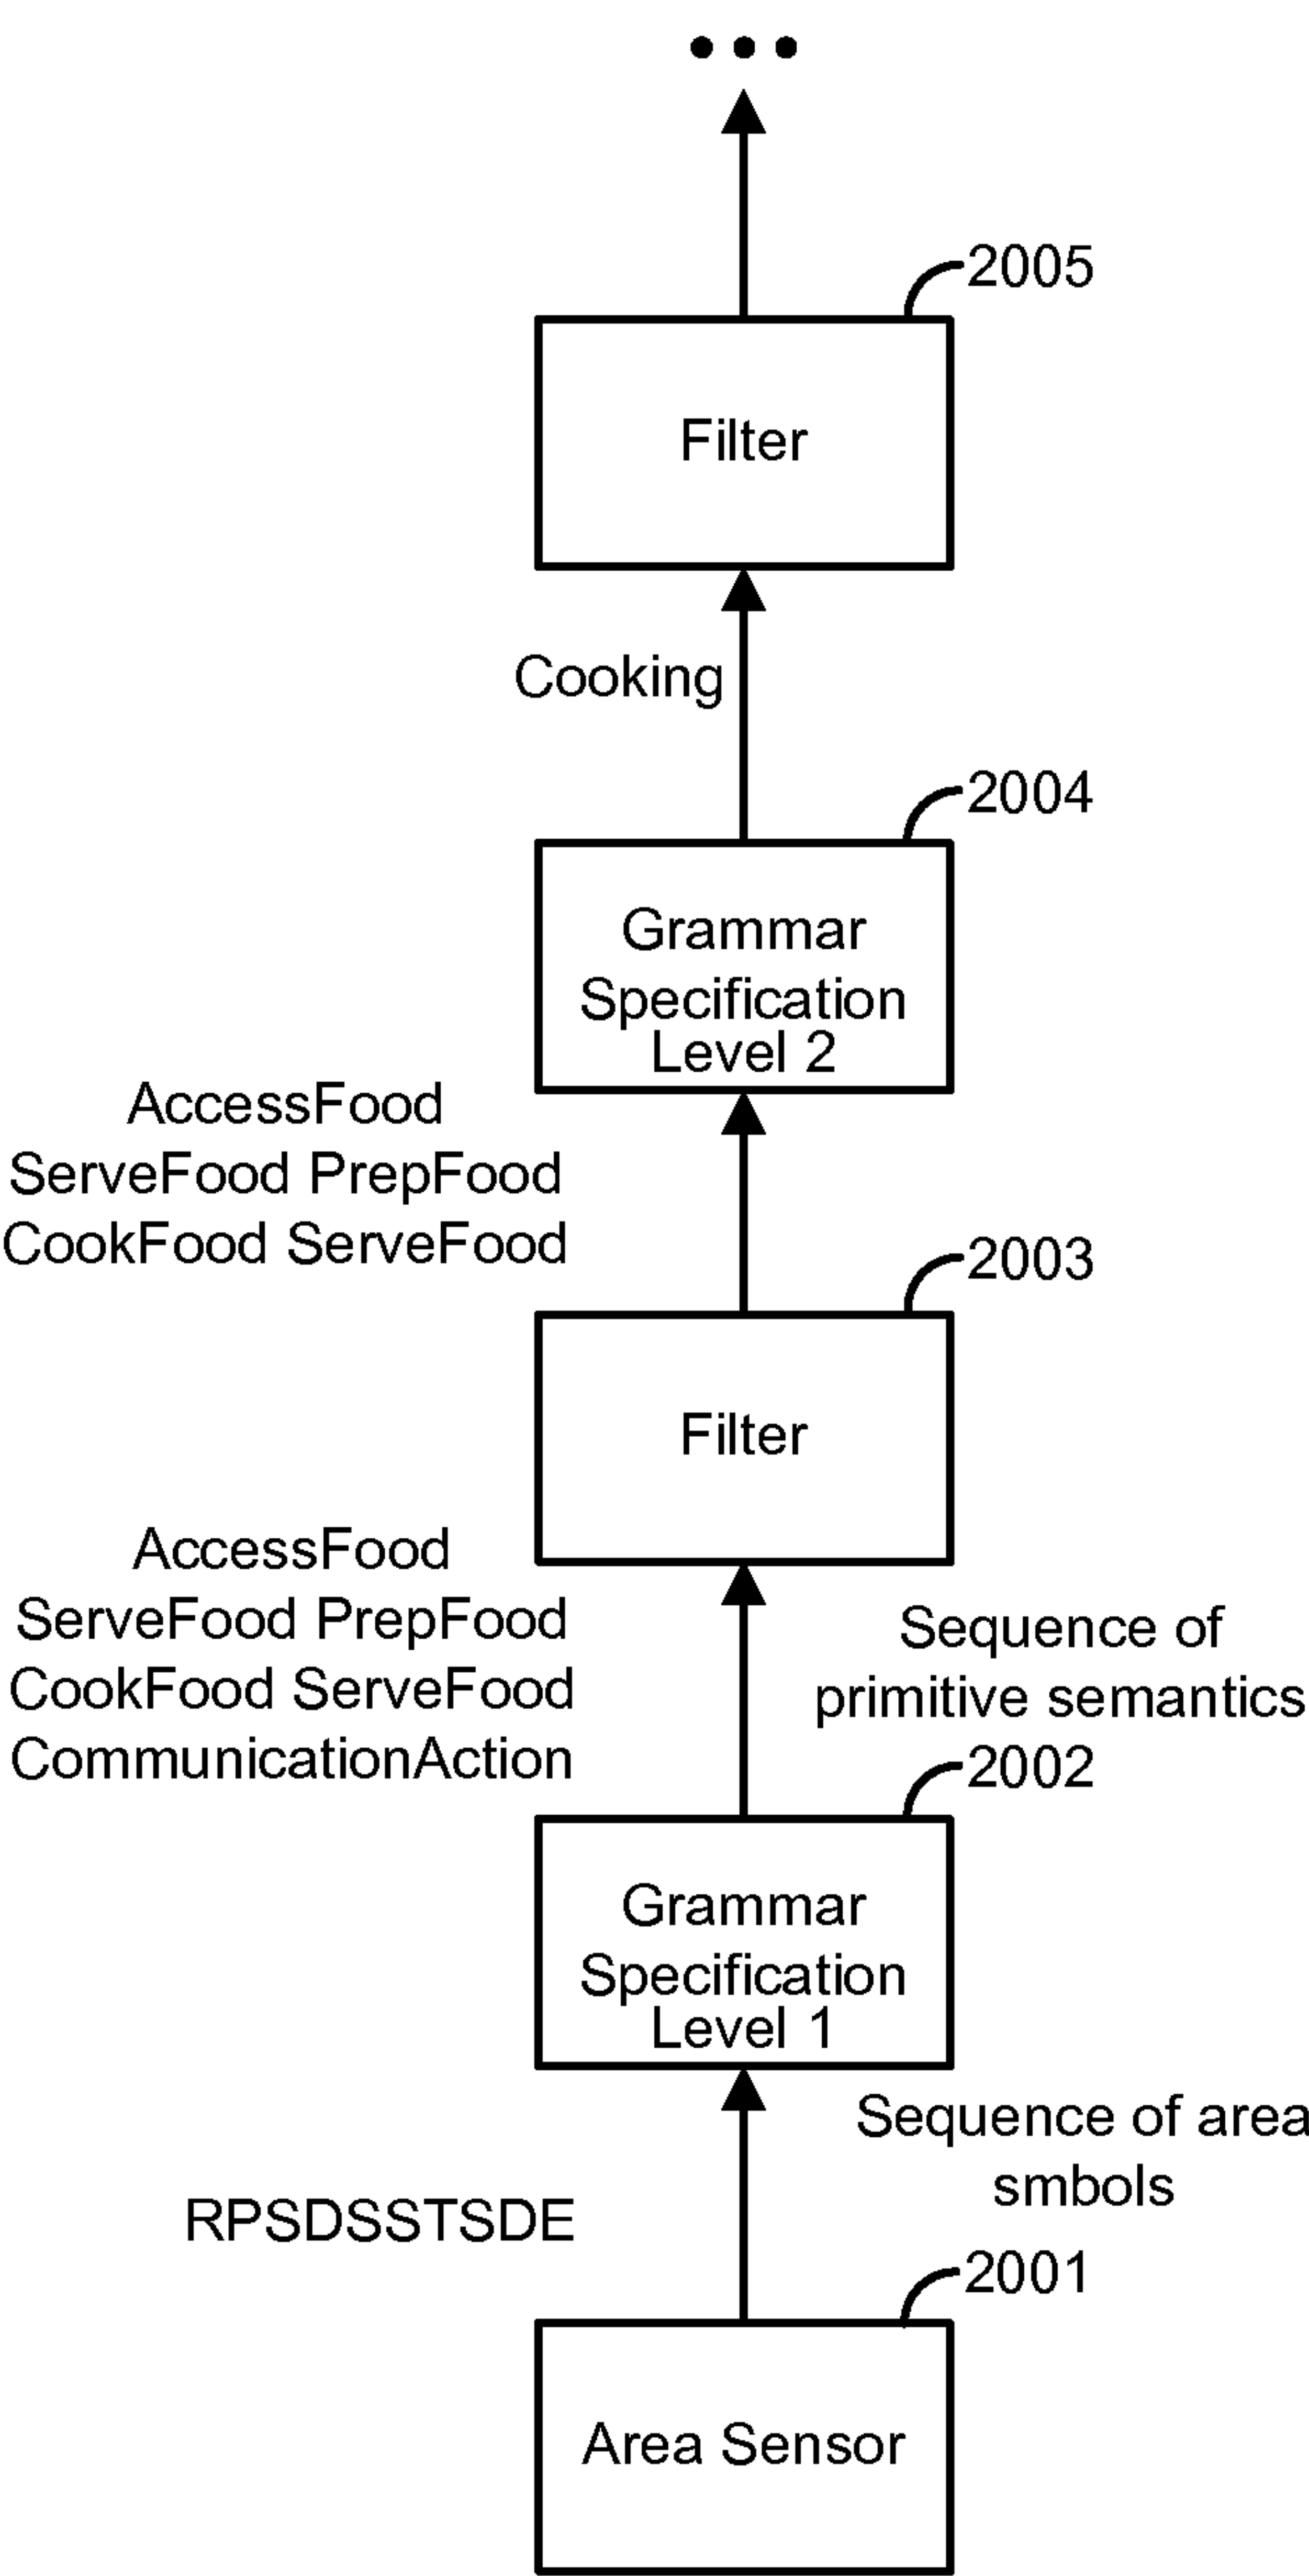 •••
2005
Filter
Cooking
2004
Grammar
Specification
Level 2
AccessFood
ServeFood PrepFood
CookFood ServeFood
2003
Filter
AccessFood
ServeFood PrepFood
CookFood ServeFood
CommunicationAction
Sequence of
primitive semantics
2002
Grammar
Specification
Level 1
Sequence of area
smbols
RPSDSSTSDE
2001
Area Sensor